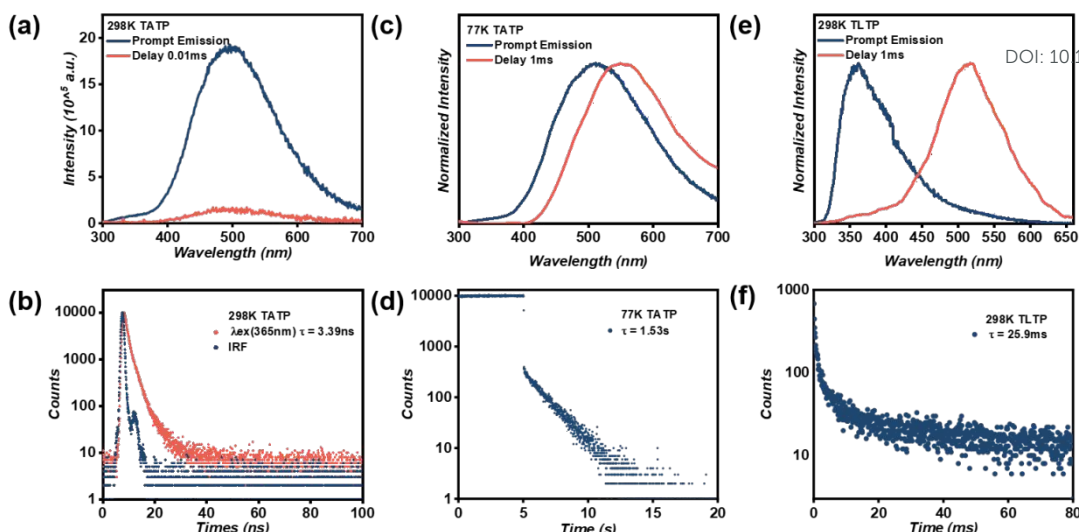 (a)
298K TATP
Prompt Emission
Delay 0.01ms
Intensity (10^5 a.u.)
20
15
10
5
0
300 400 500 600 700
Wavelength (nm)
(c)
77K TATP
Prompt Emission
Delay 1ms
Normalized Intensity
300 400 500 600 700
Wavelength (nm)
(e)
298K TLTP
Prompt Emission
Delay 1ms
DOI: 10.1
Normalized Intensity
300 350 400 450 500 550 600 650
Wavelength (nm)
(b)
298K TATP
λex(365nm) τ = 3.39ns
IRF
Counts
10000
1000
100
10
1
0 20 40 60 80 100
Times (ns)
(d)
77K TATP
τ = 1.53s
Counts
10000
1000
100
10
1
0 5 10 15 20
Time (s)
(f)
298K TLTP
τ = 25.9ms
Counts
1000
100
10
0 20 40 60 80
Time (ms)